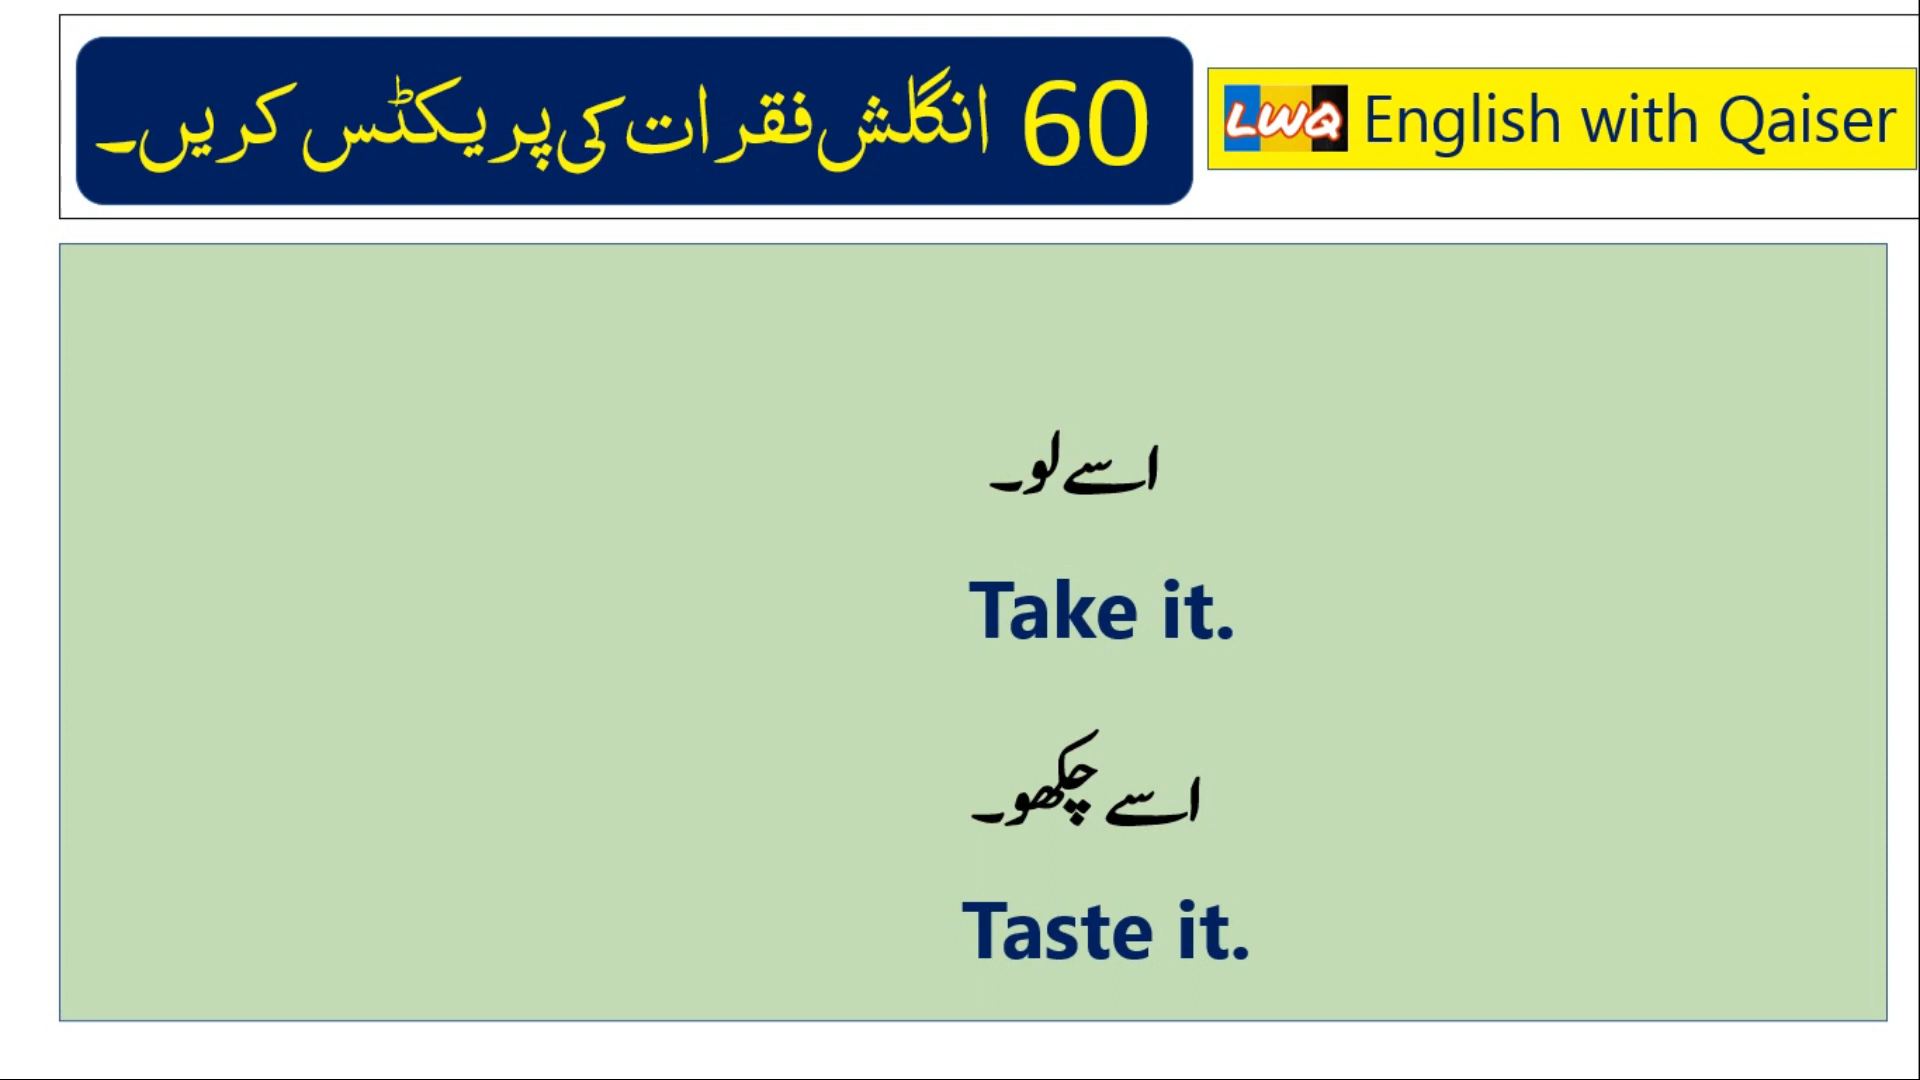 60 انگلش فقرات کی پریکٹس کریں۔
LWQ English with Qaiser
اسے لو۔
Take it.
اسے چکھو۔
Taste it.